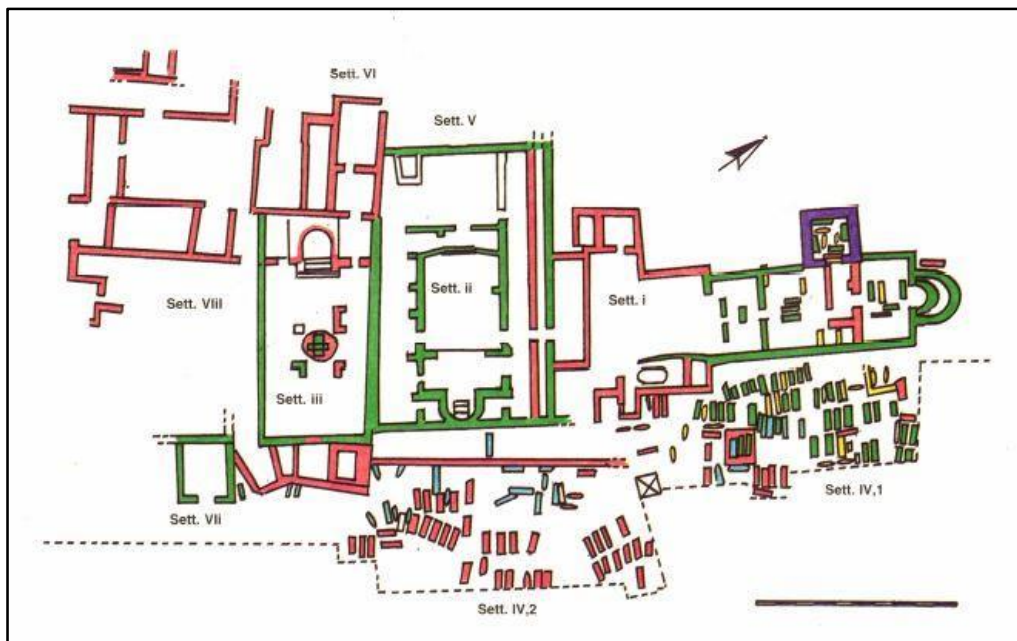 Sett. VI
Sett. V
Sett. ii
Sett. i
Sett. VIiI
Sett. iii
Sett. VIi
Sett. IV,1
Sett. IV,2